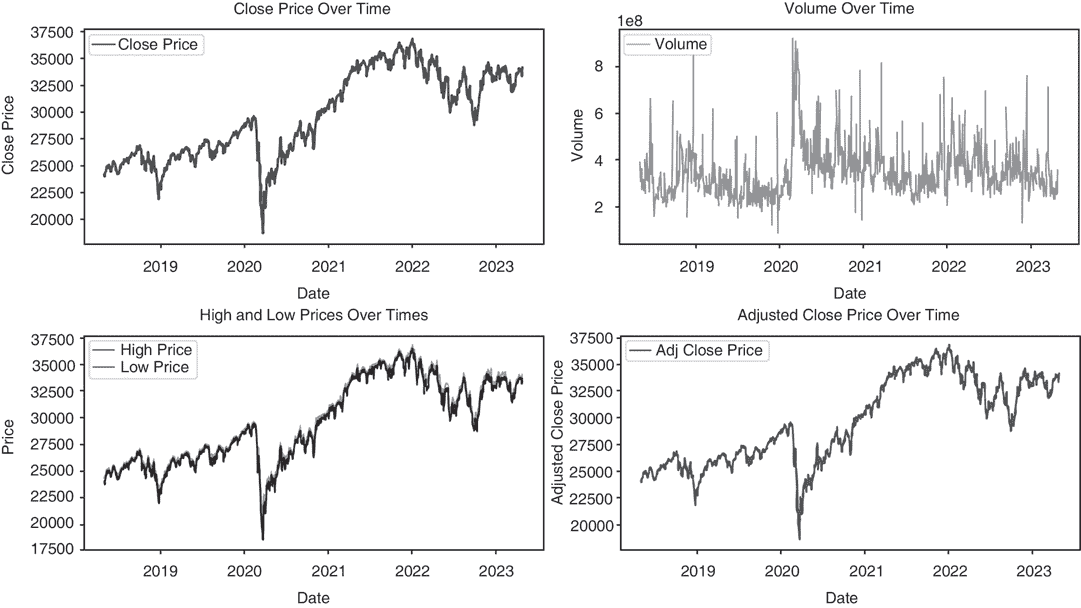 Close Price Over Time
37500
35000
32500
30000
27500
25000
22500
20000
Close Price
Close Price
2019
2020
2021
2022
2023
Date
Volume Over Time
1e8
8
6
4
2
Volume
Volume
2019
2020
2021
2022
2023
Date
High and Low Prices Over Times
37500
35000
32500
30000
27500
25000
22500
20000
17500
Price
High Price
Low Price
2019
2020
2021
2022
2023
Date
Adjusted Close Price Over Time
37500
35000
32500
30000
27500
25000
22500
20000
Adjusted Close Price
Adj Close Price
2019
2020
2021
2022
2023
Date